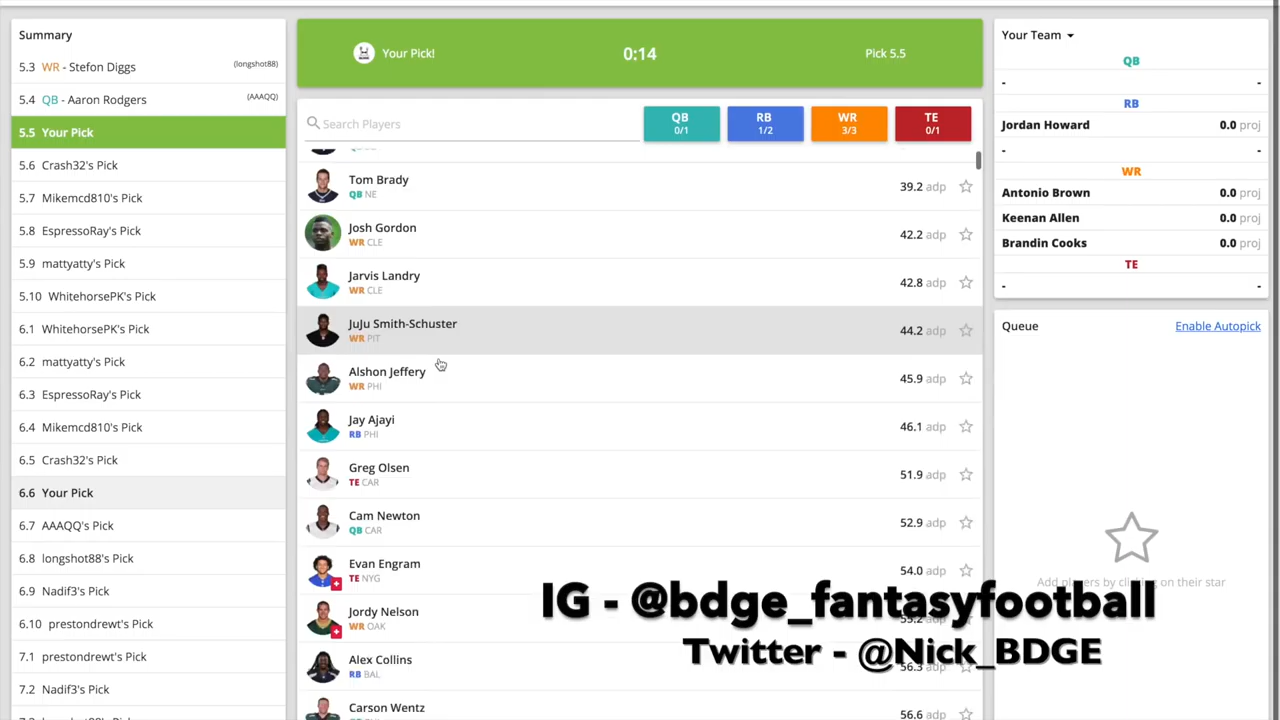 Summary
5.3 WR - Stefon Diggs (longshot88)
5.4 QB - Aaron Rodgers (AAAQQ)
5.5 Your Pick
5.6 Crash32's Pick
5.7 Mikemcd810's Pick
5.8 EspressoRay's Pick
5.9 mattyatty's Pick
5.10 WhitehorsePK's Pick
6.1 WhitehorsePK's Pick
6.2 mattyatty's Pick
6.3 EspressoRay's Pick
6.4 Mikemcd810's Pick
6.5 Crash32's Pick
6.6 Your Pick
6.7 AAAQQ's Pick
6.8 longshot88's Pick
6.9 Nadif3's Pick
6.10 prestondrewt's Pick
7.1 prestondrewt's Pick
7.2 Nadif3's Pick
Your Pick! 0:14 Pick 5.5
Search Players
QB
0/1
RB
1/2
WR
3/3
TE
0/1
Tom Brady
QB NE
39.2 adp
Josh Gordon
WR CLE
42.2 adp
Jarvis Landry
WR CLE
42.8 adp
JuJu Smith-Schuster
WR PIT
44.2 adp
Alshon Jeffery
WR PHI
45.9 adp
Jay Ajayi
RB PHI
46.1 adp
Greg Olsen
TE CAR
51.9 adp
Cam Newton
QB CAR
52.9 adp
Evan Engram
TE NYG
54.0 adp
Jordy Nelson
WR OAK
Alex Collins
RB BAL
56.3 adp
Carson Wentz
56.6 adp
Your Team
QB
- -
RB
Jordan Howard 0.0 proj
- -
WR
Antonio Brown 0.0 proj
Keenan Allen 0.0 proj
Brandin Cooks 0.0 proj
TE
- -
Queue Enable Autopick
Add players by clicking on their star
IG - @bdge_fantasyfootball
Twitter - @Nick_BDGE